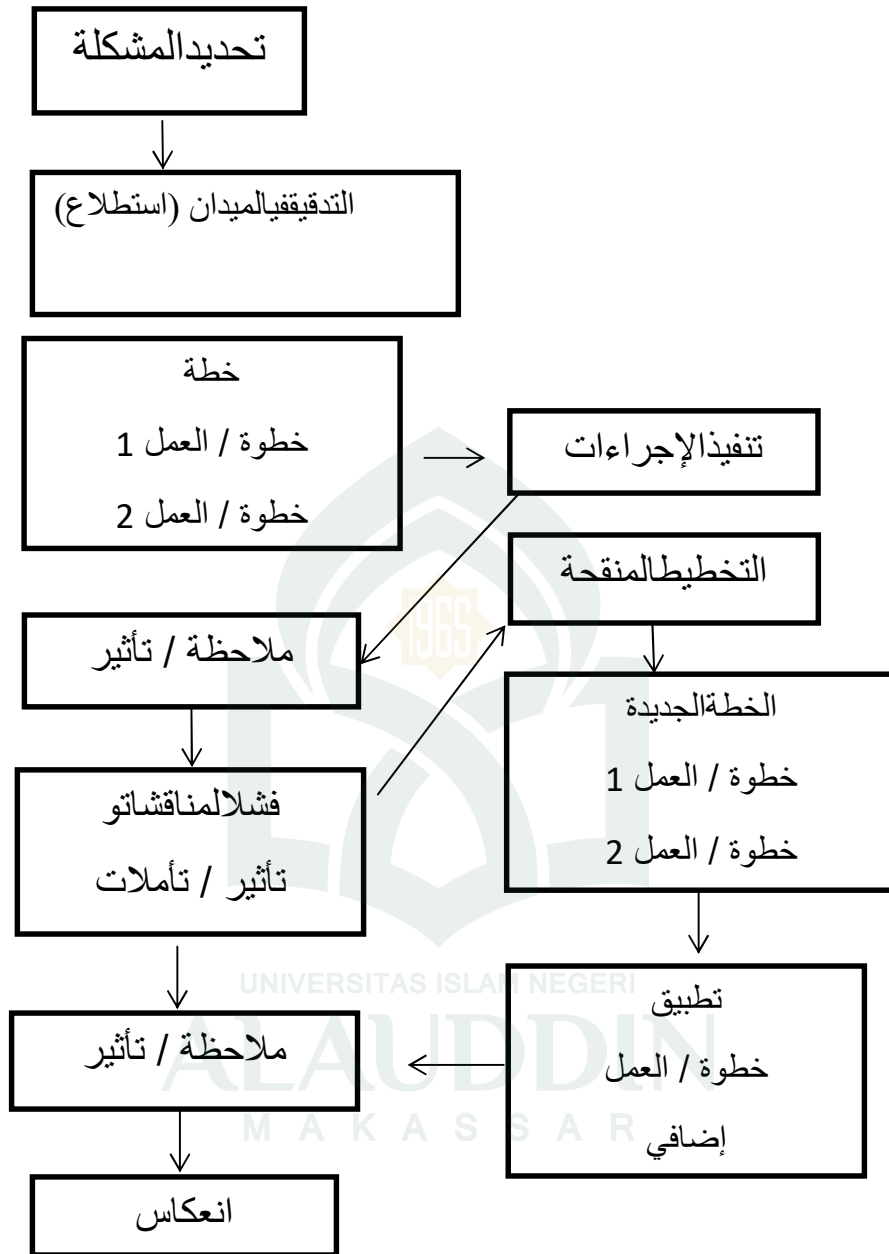 تحديدالمشكلة
التدقيقفيالميدان (استطلاع)
خطة
خطوة / العمل 1
خطوة / العمل 2
تنفيذالإجراءات
التخطيطالمنقحة
ملاحظة / تأثير
الخطةالجديدة
خطوة / العمل 1
خطوة / العمل 2
فشلالمناقشاتو
تأثير / تأملات
تطبيق
خطوة / العمل
إضافي
ملاحظة / تأثير
انعكاس
1965
UNIVERSITAS ISLAM NEGERI
ALAUDDIN
MAKASSAR